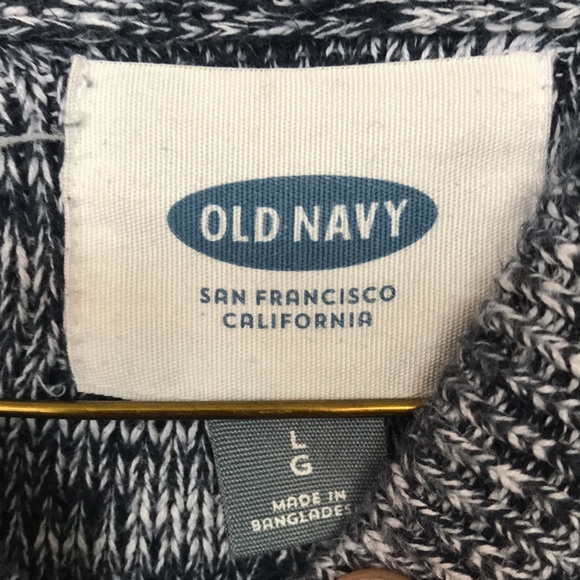 OLD NAVY
SAN FRANCISCO
CALIFORNIA
L
G
MADE IN
BANGLADES